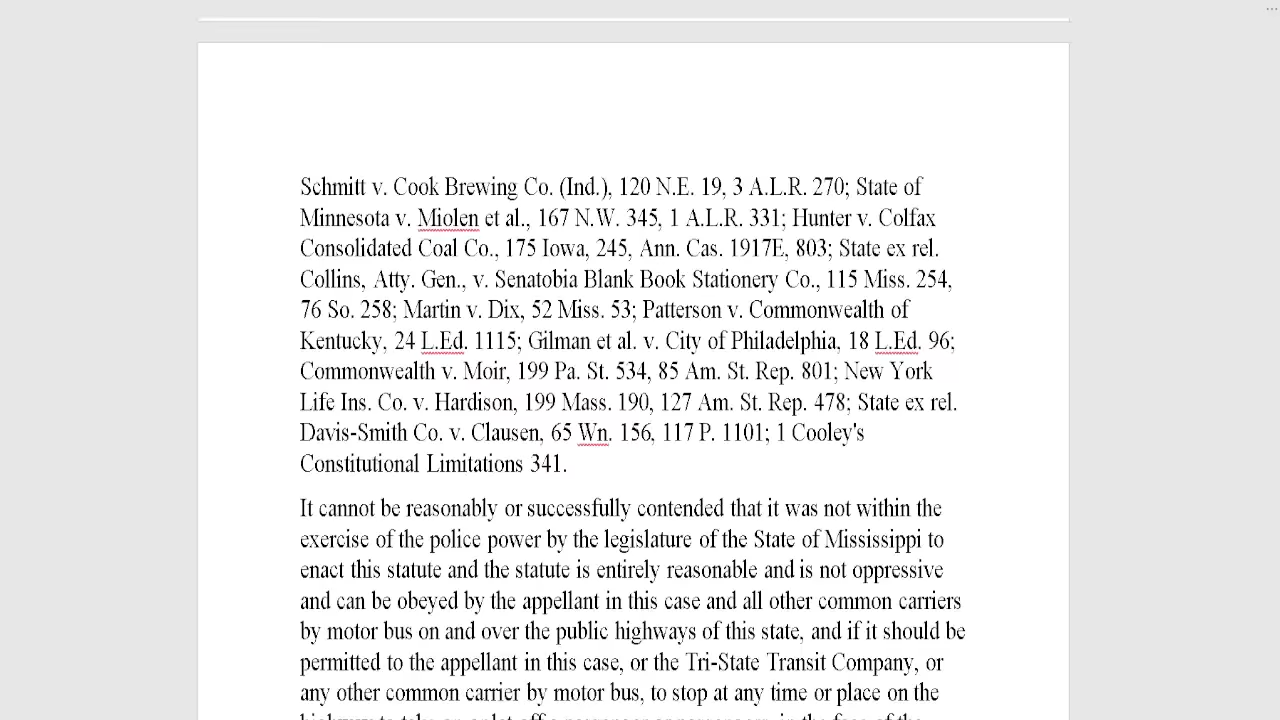 Schmitt v. Cook Brewing Co. (Ind.), 120 N.E. 19, 3 A.L.R. 270; State of
Minnesota v. Miolen et al., 167 N.W. 345, 1 A.L.R. 331; Hunter v. Colfax
Consolidated Coal Co., 175 Iowa, 245, Ann. Cas. 1917E, 803; State ex rel.
Collins, Atty. Gen., v. Senatobia Blank Book Stationery Co., 115 Miss. 254,
76 So. 258; Martin v. Dix, 52 Miss. 53; Patterson v. Commonwealth of
Kentucky, 24 L.Ed. 1115; Gilman et al. v. City of Philadelphia, 18 L.Ed. 96;
Commonwealth v. Moir, 199 Pa. St. 534, 85 Am. St. Rep. 801; New York
Life Ins. Co. v. Hardison, 199 Mass. 190, 127 Am. St. Rep. 478; State ex rel.
Davis-Smith Co. v. Clausen, 65 Wn. 156, 117 P. 1101; 1 Cooley's
Constitutional Limitations 341.
It cannot be reasonably or successfully contended that it was not within the
exercise of the police power by the legislature of the State of Mississippi to
enact this statute and the statute is entirely reasonable and is not oppressive
and can be obeyed by the appellant in this case and all other common carriers
by motor bus on and over the public highways of this state, and if it should be
permitted to the appellant in this case, or the Tri-State Transit Company, or
any other common carrier by motor bus, to stop at any time or place on the